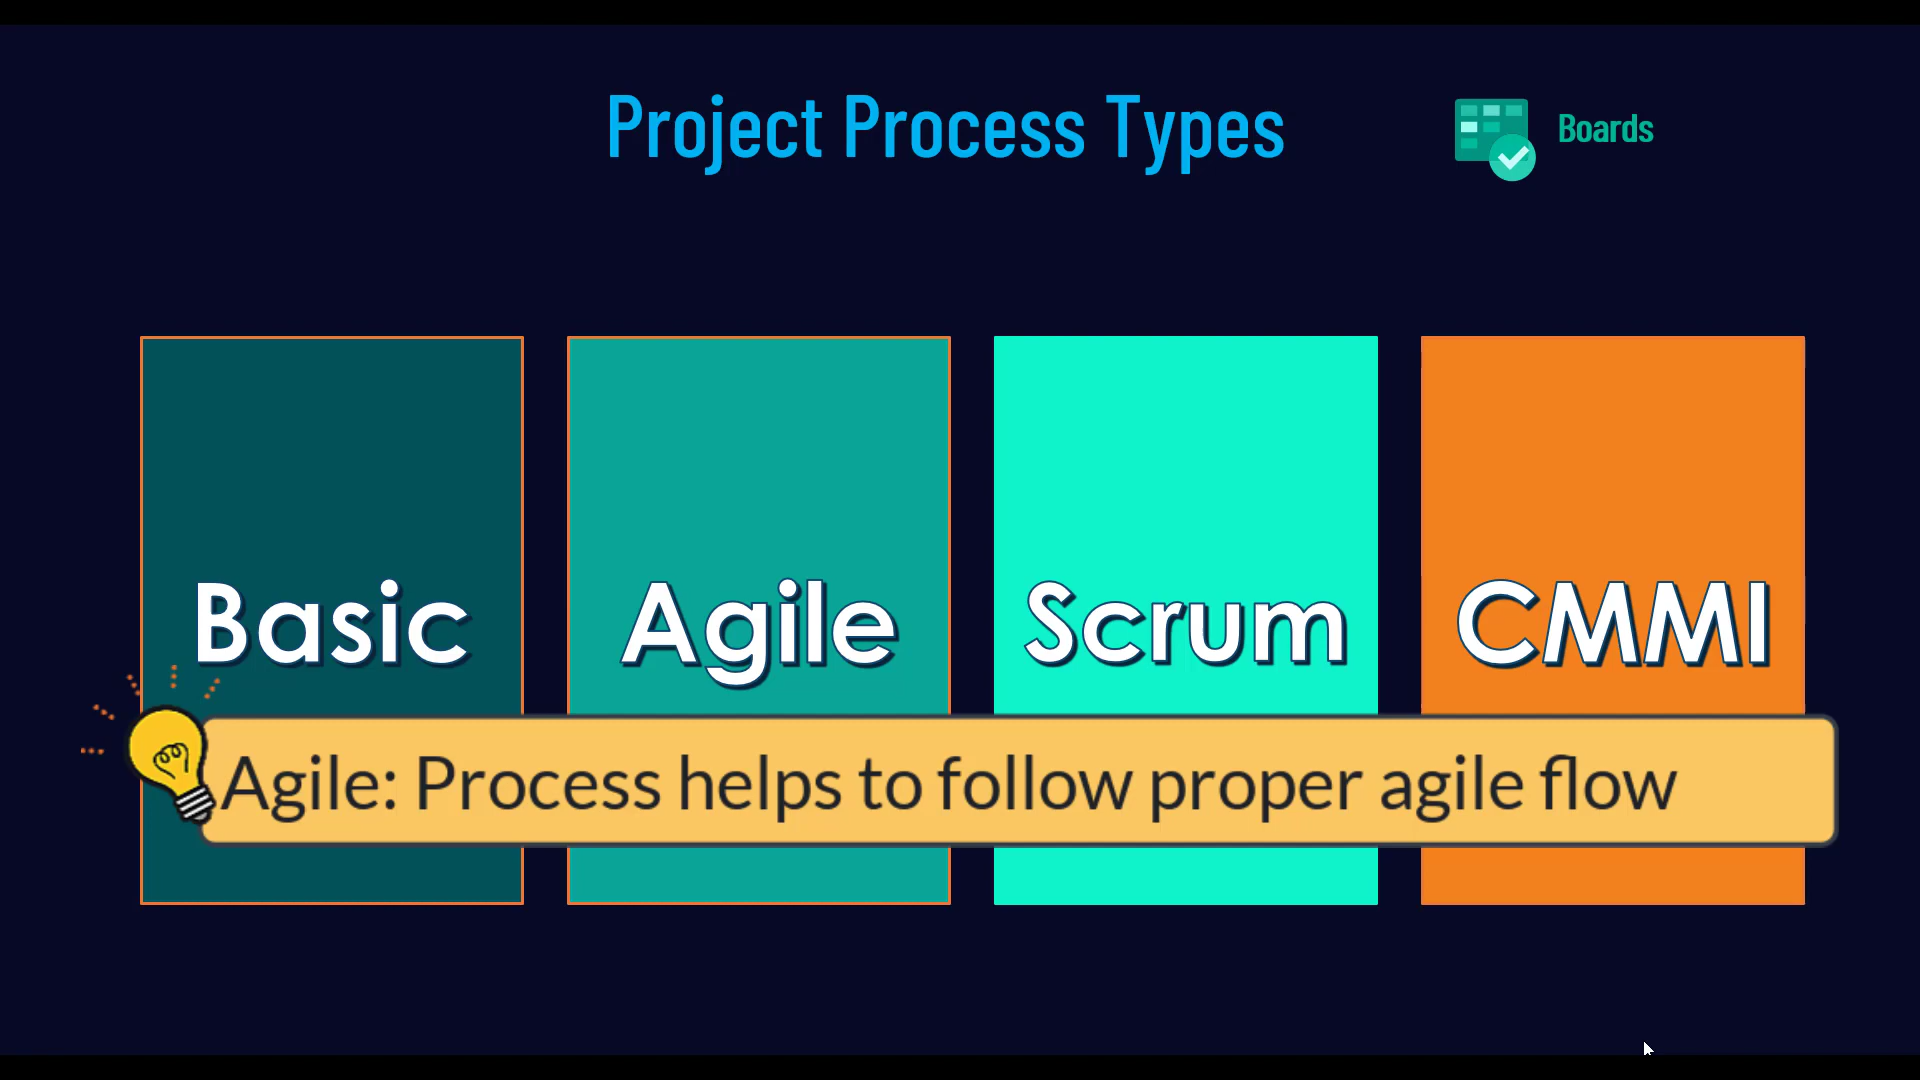 Project Process Types
Boards
Basic
Agile
Scrum
CMMI
Agile: Process helps to follow proper agile flow